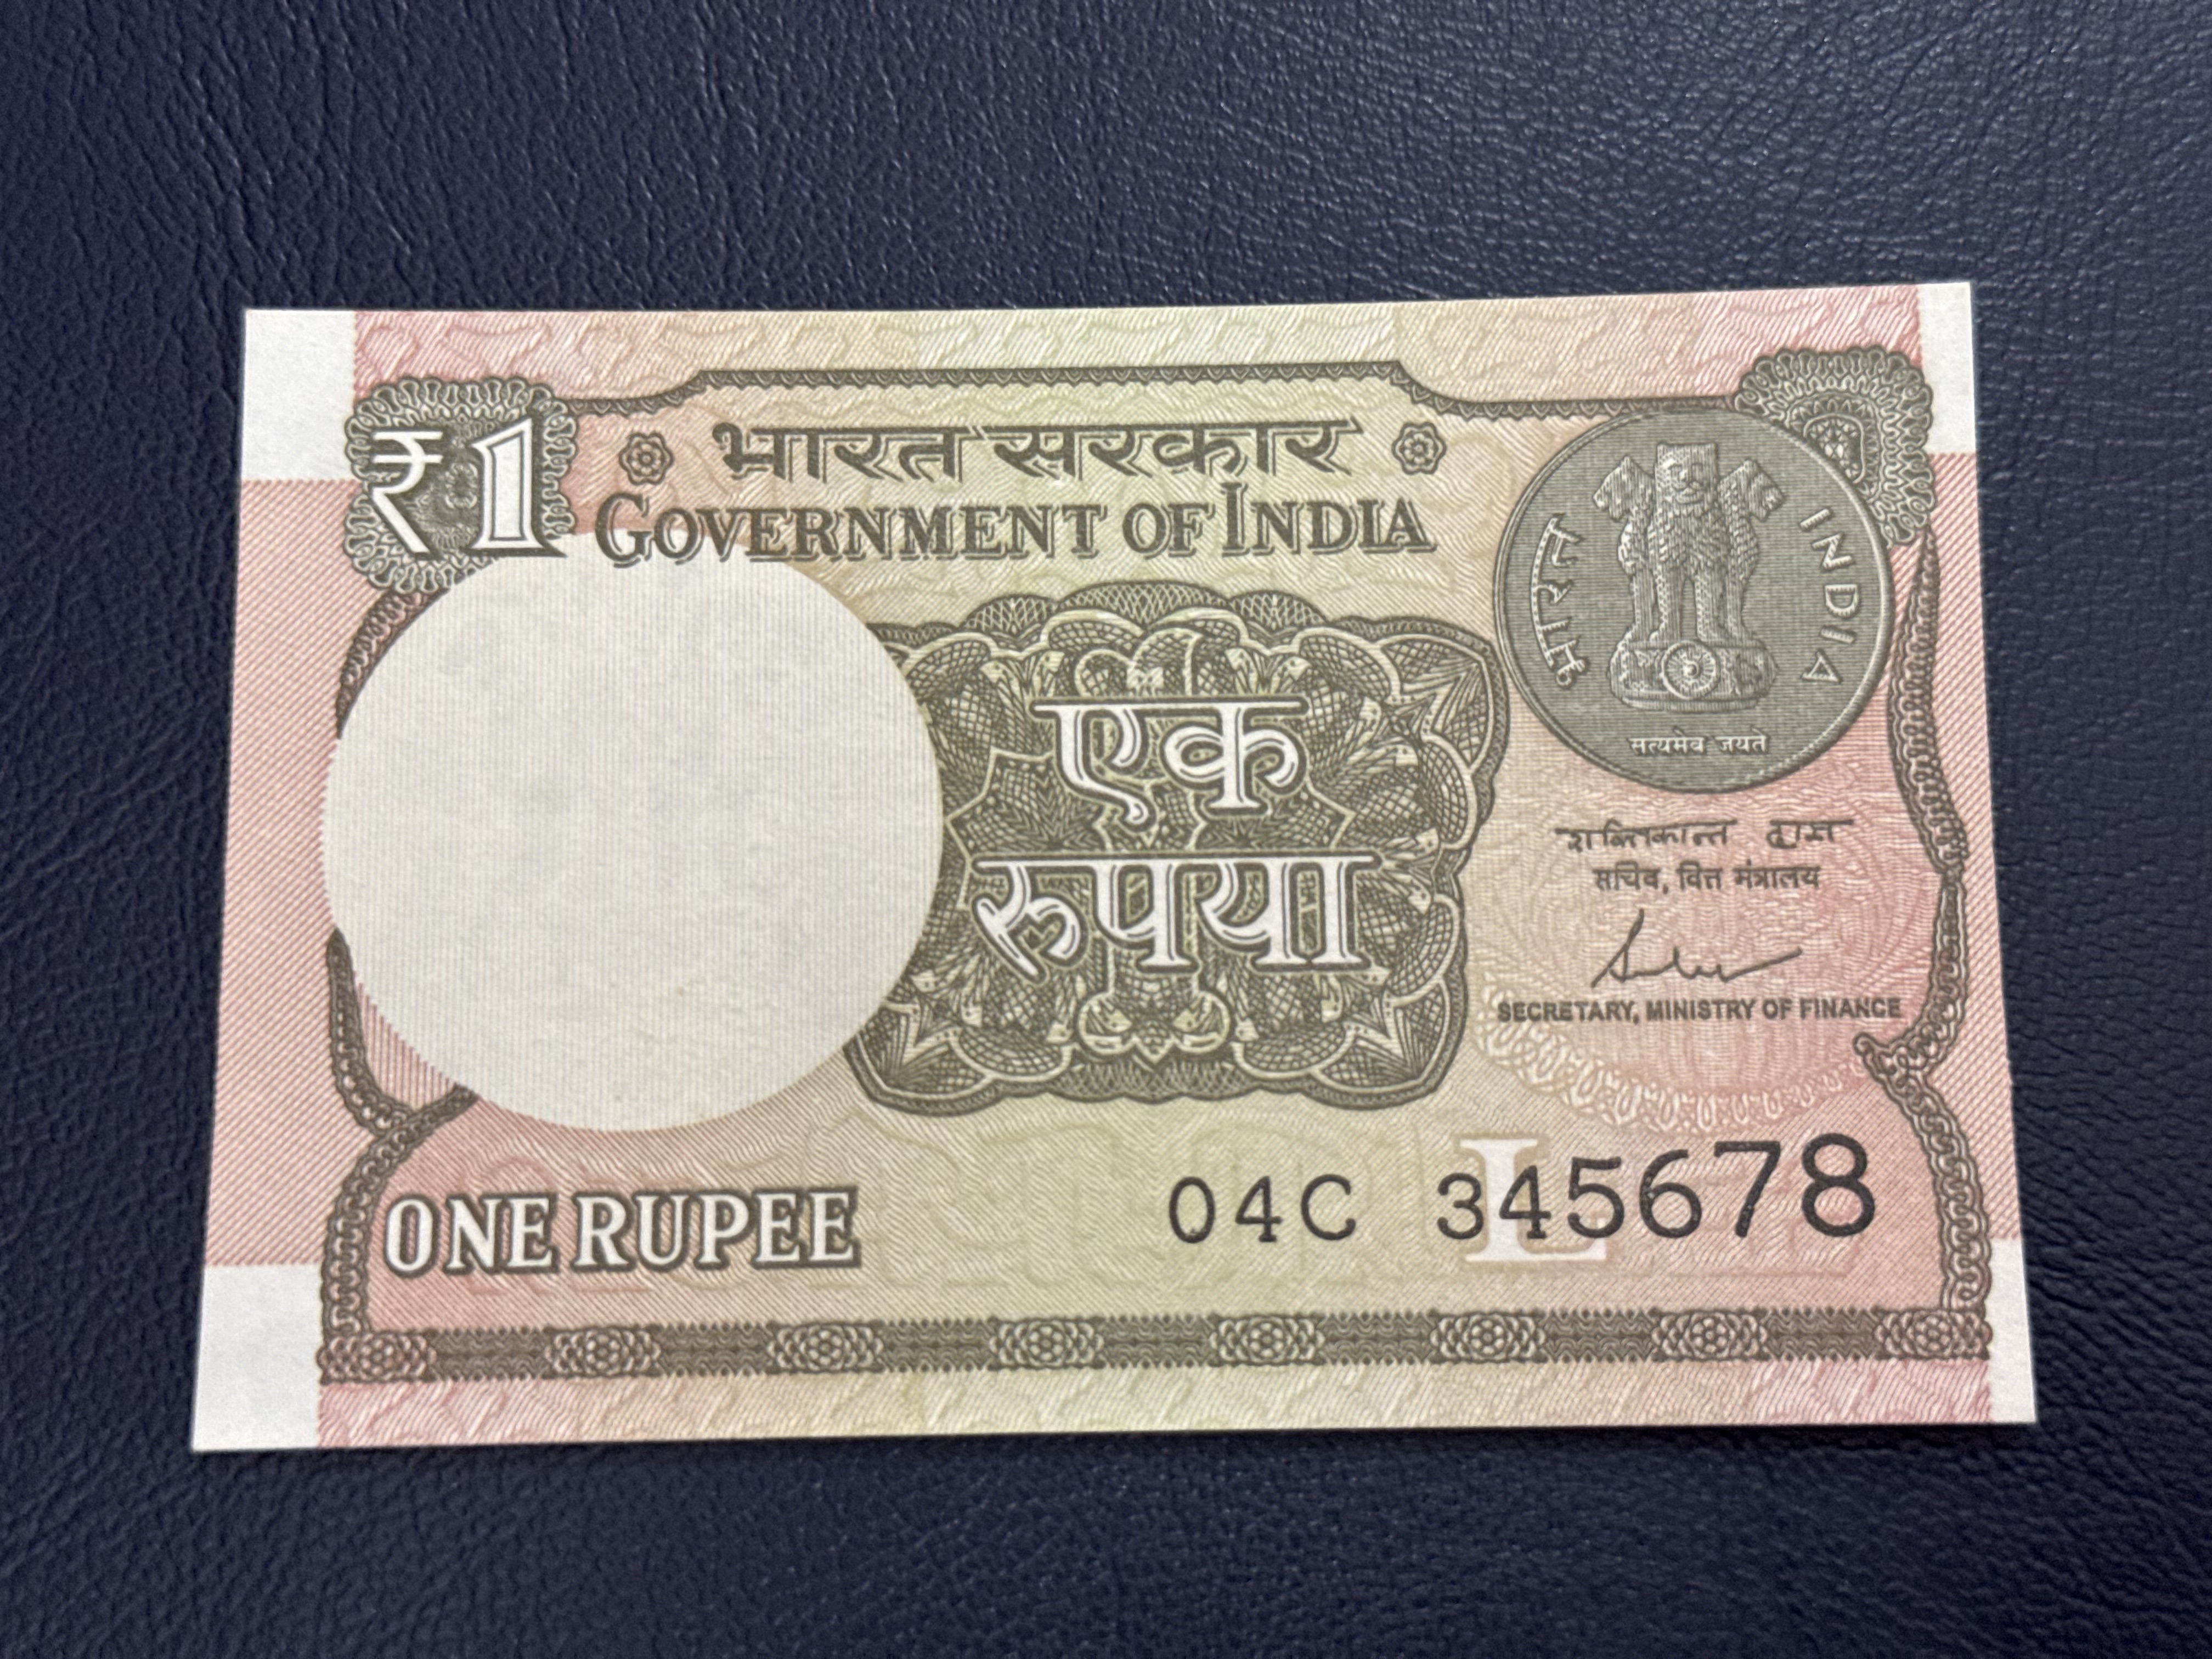 ₹1
भारत सरकार
GOVERNMENT OF INDIA
भारत
INDIA
सत्यमेव जयते
एक
रुपया
शक्तिकान्त दास
सचिव, वित्त मंत्रालय
SECRETARY, MINISTRY OF FINANCE
ONE RUPEE
04C 345678
L